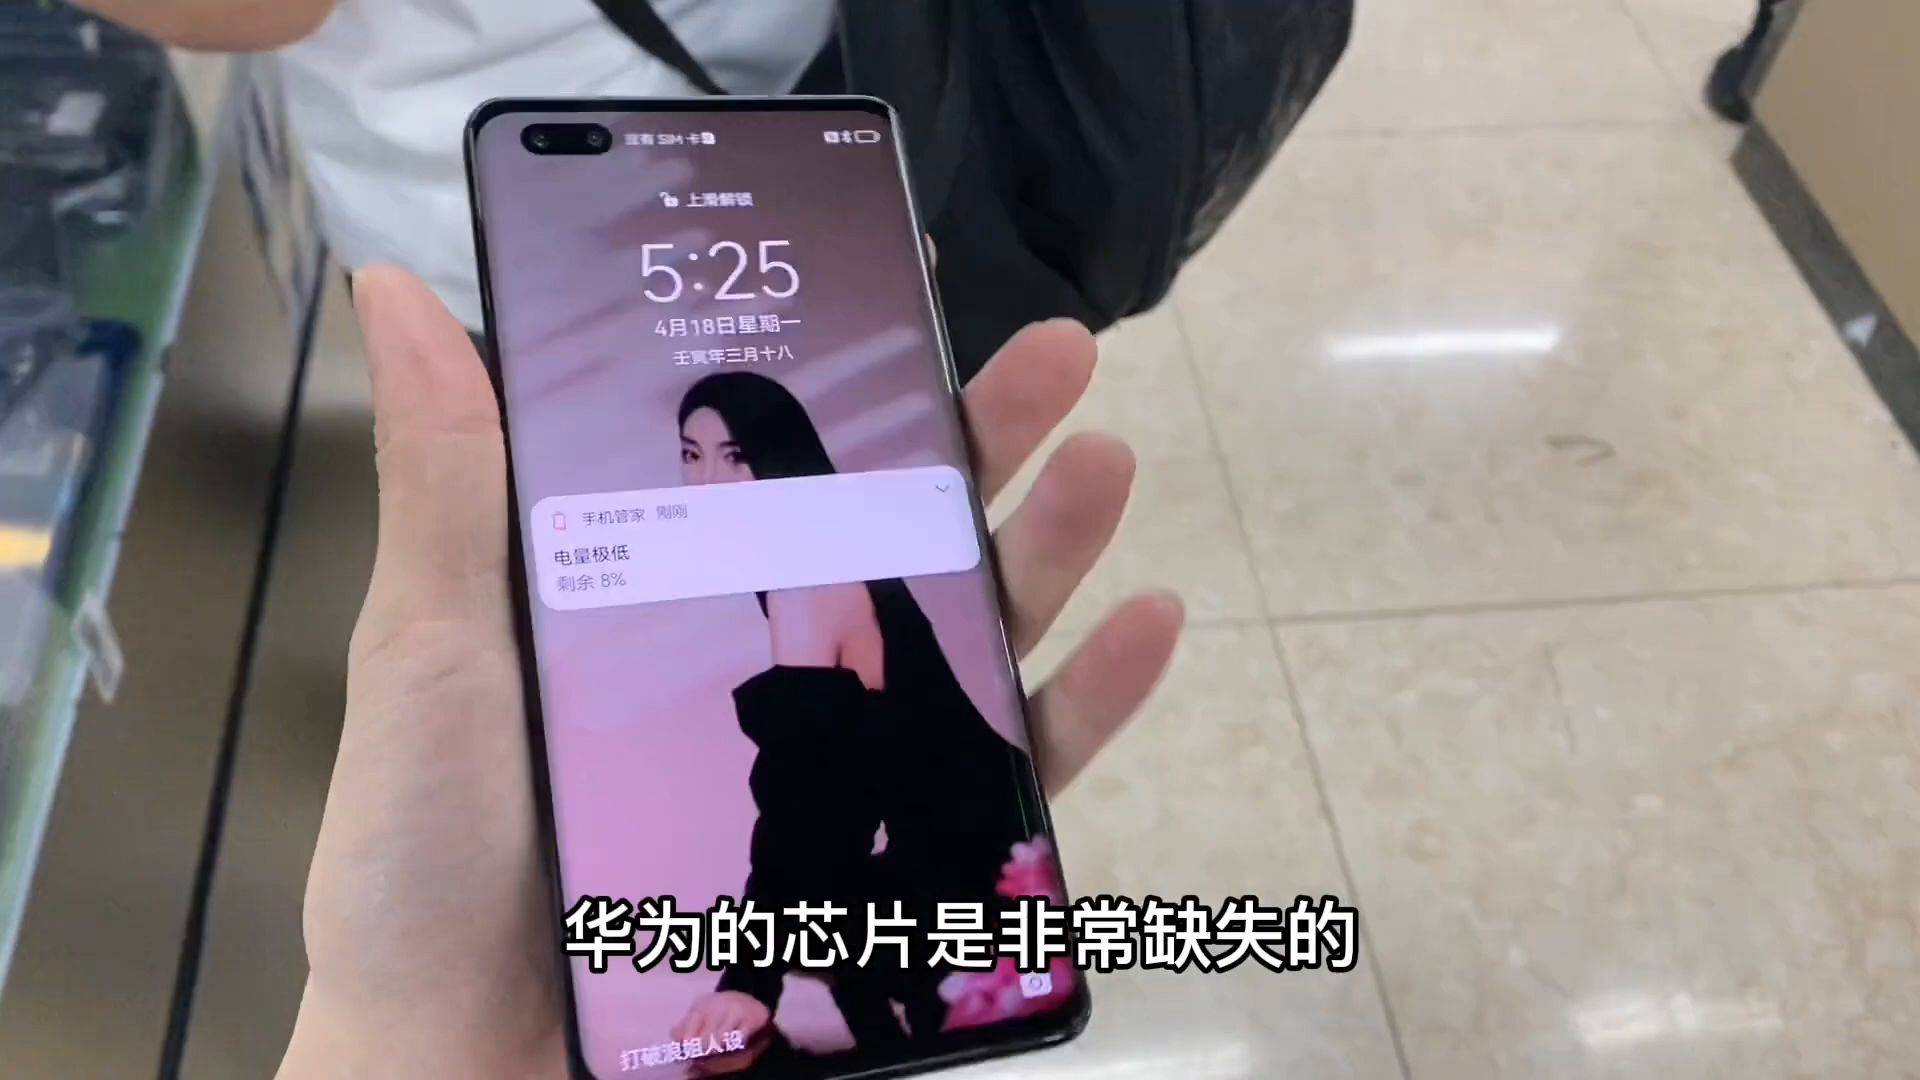 没有 SIM 卡
上滑解锁
5:25
4月18日星期一
壬寅年三月十八
手机管家 刚刚
电量极低
剩余 8%
华为的芯片是非常缺失的
打破浪姐人设